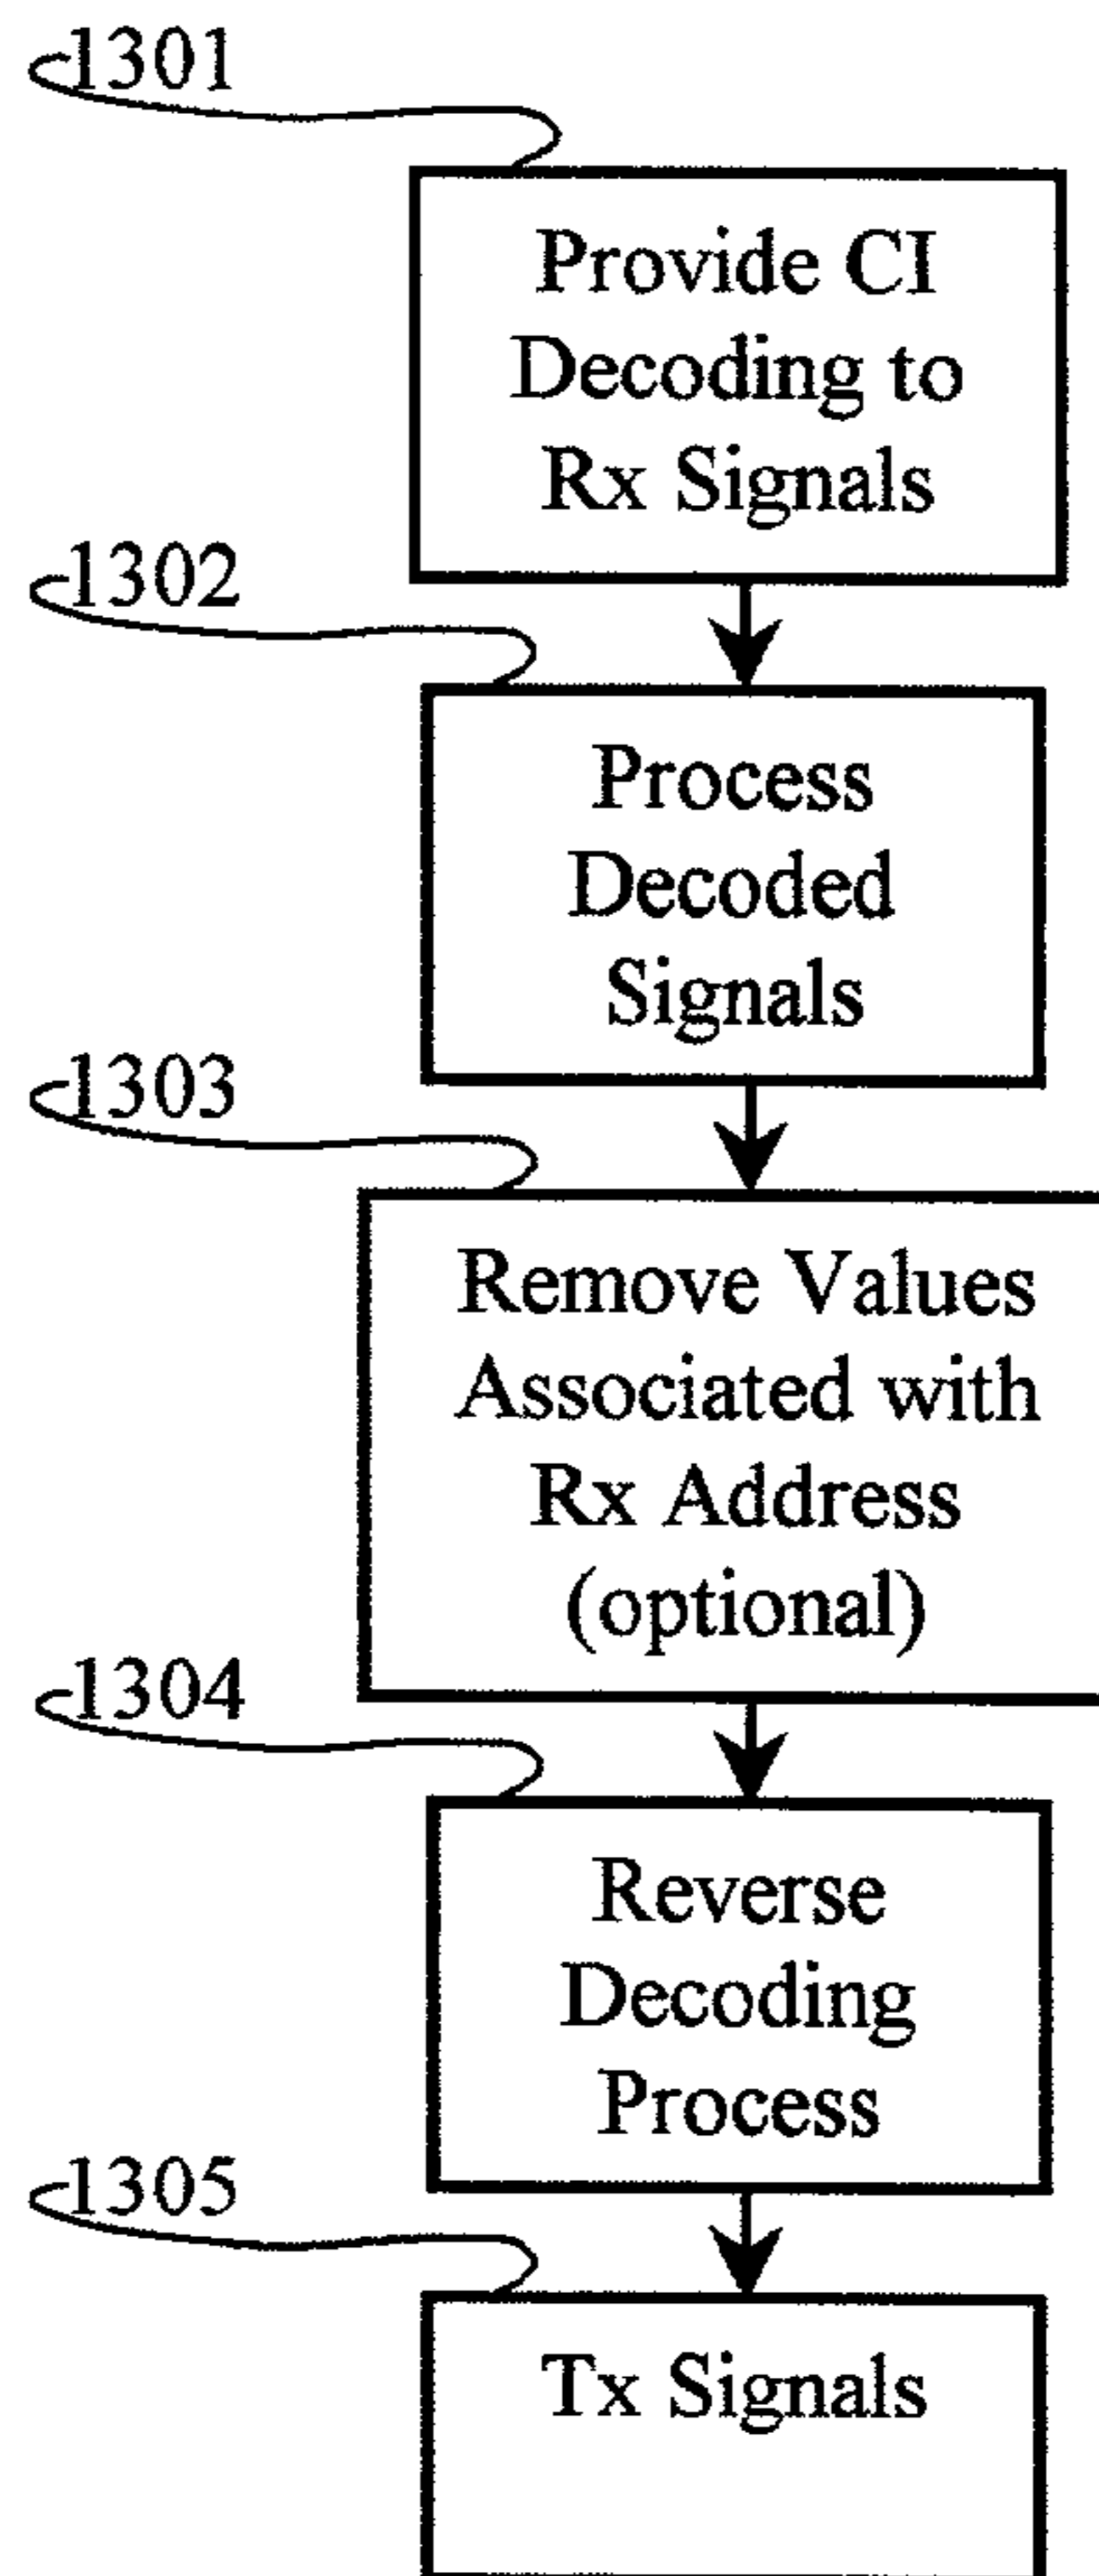 1301
Provide CI
Decoding to
Rx Signals
1302
Process
Decoded
Signals
1303
Remove Values
Associated with
Rx Address
(optional)
1304
Reverse
Decoding
Process
1305
Tx Signals